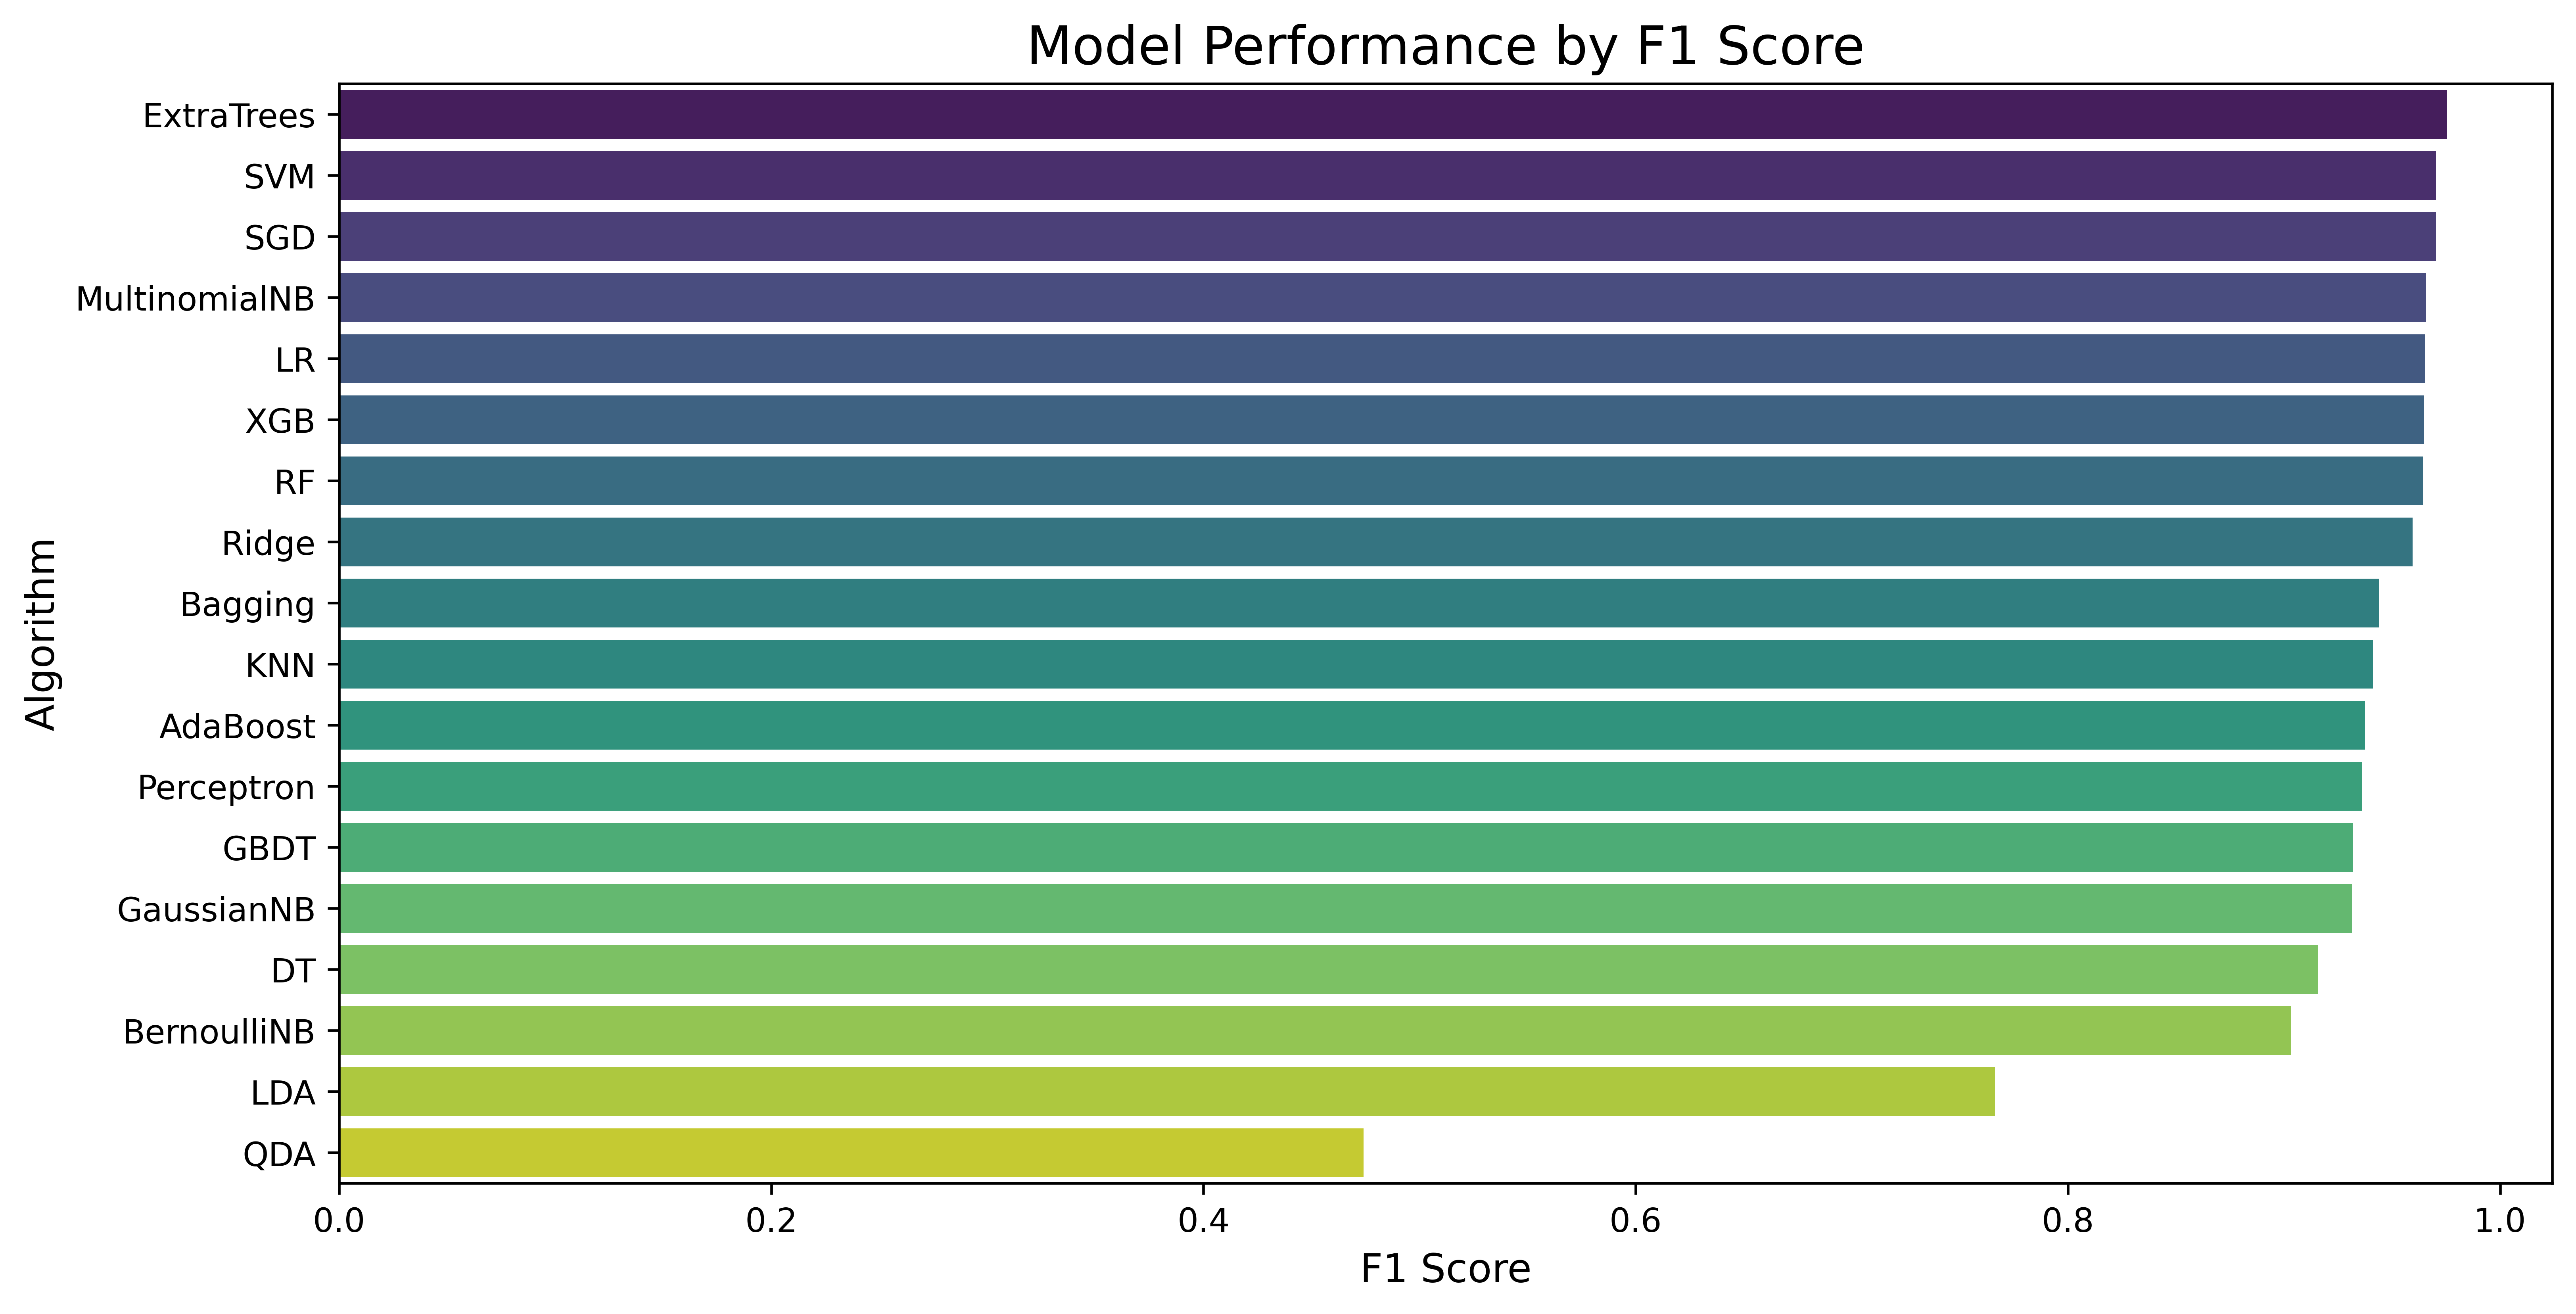 Model Performance by F1 Score
Algorithm
ExtraTrees
SVM
SGD
MultinomialNB
LR
XGB
RF
Ridge
Bagging
KNN
AdaBoost
Perceptron
GBDT
GaussianNB
DT
BernoulliNB
LDA
QDA
0.0 0.2 0.4 0.6 0.8 1.0
F1 Score